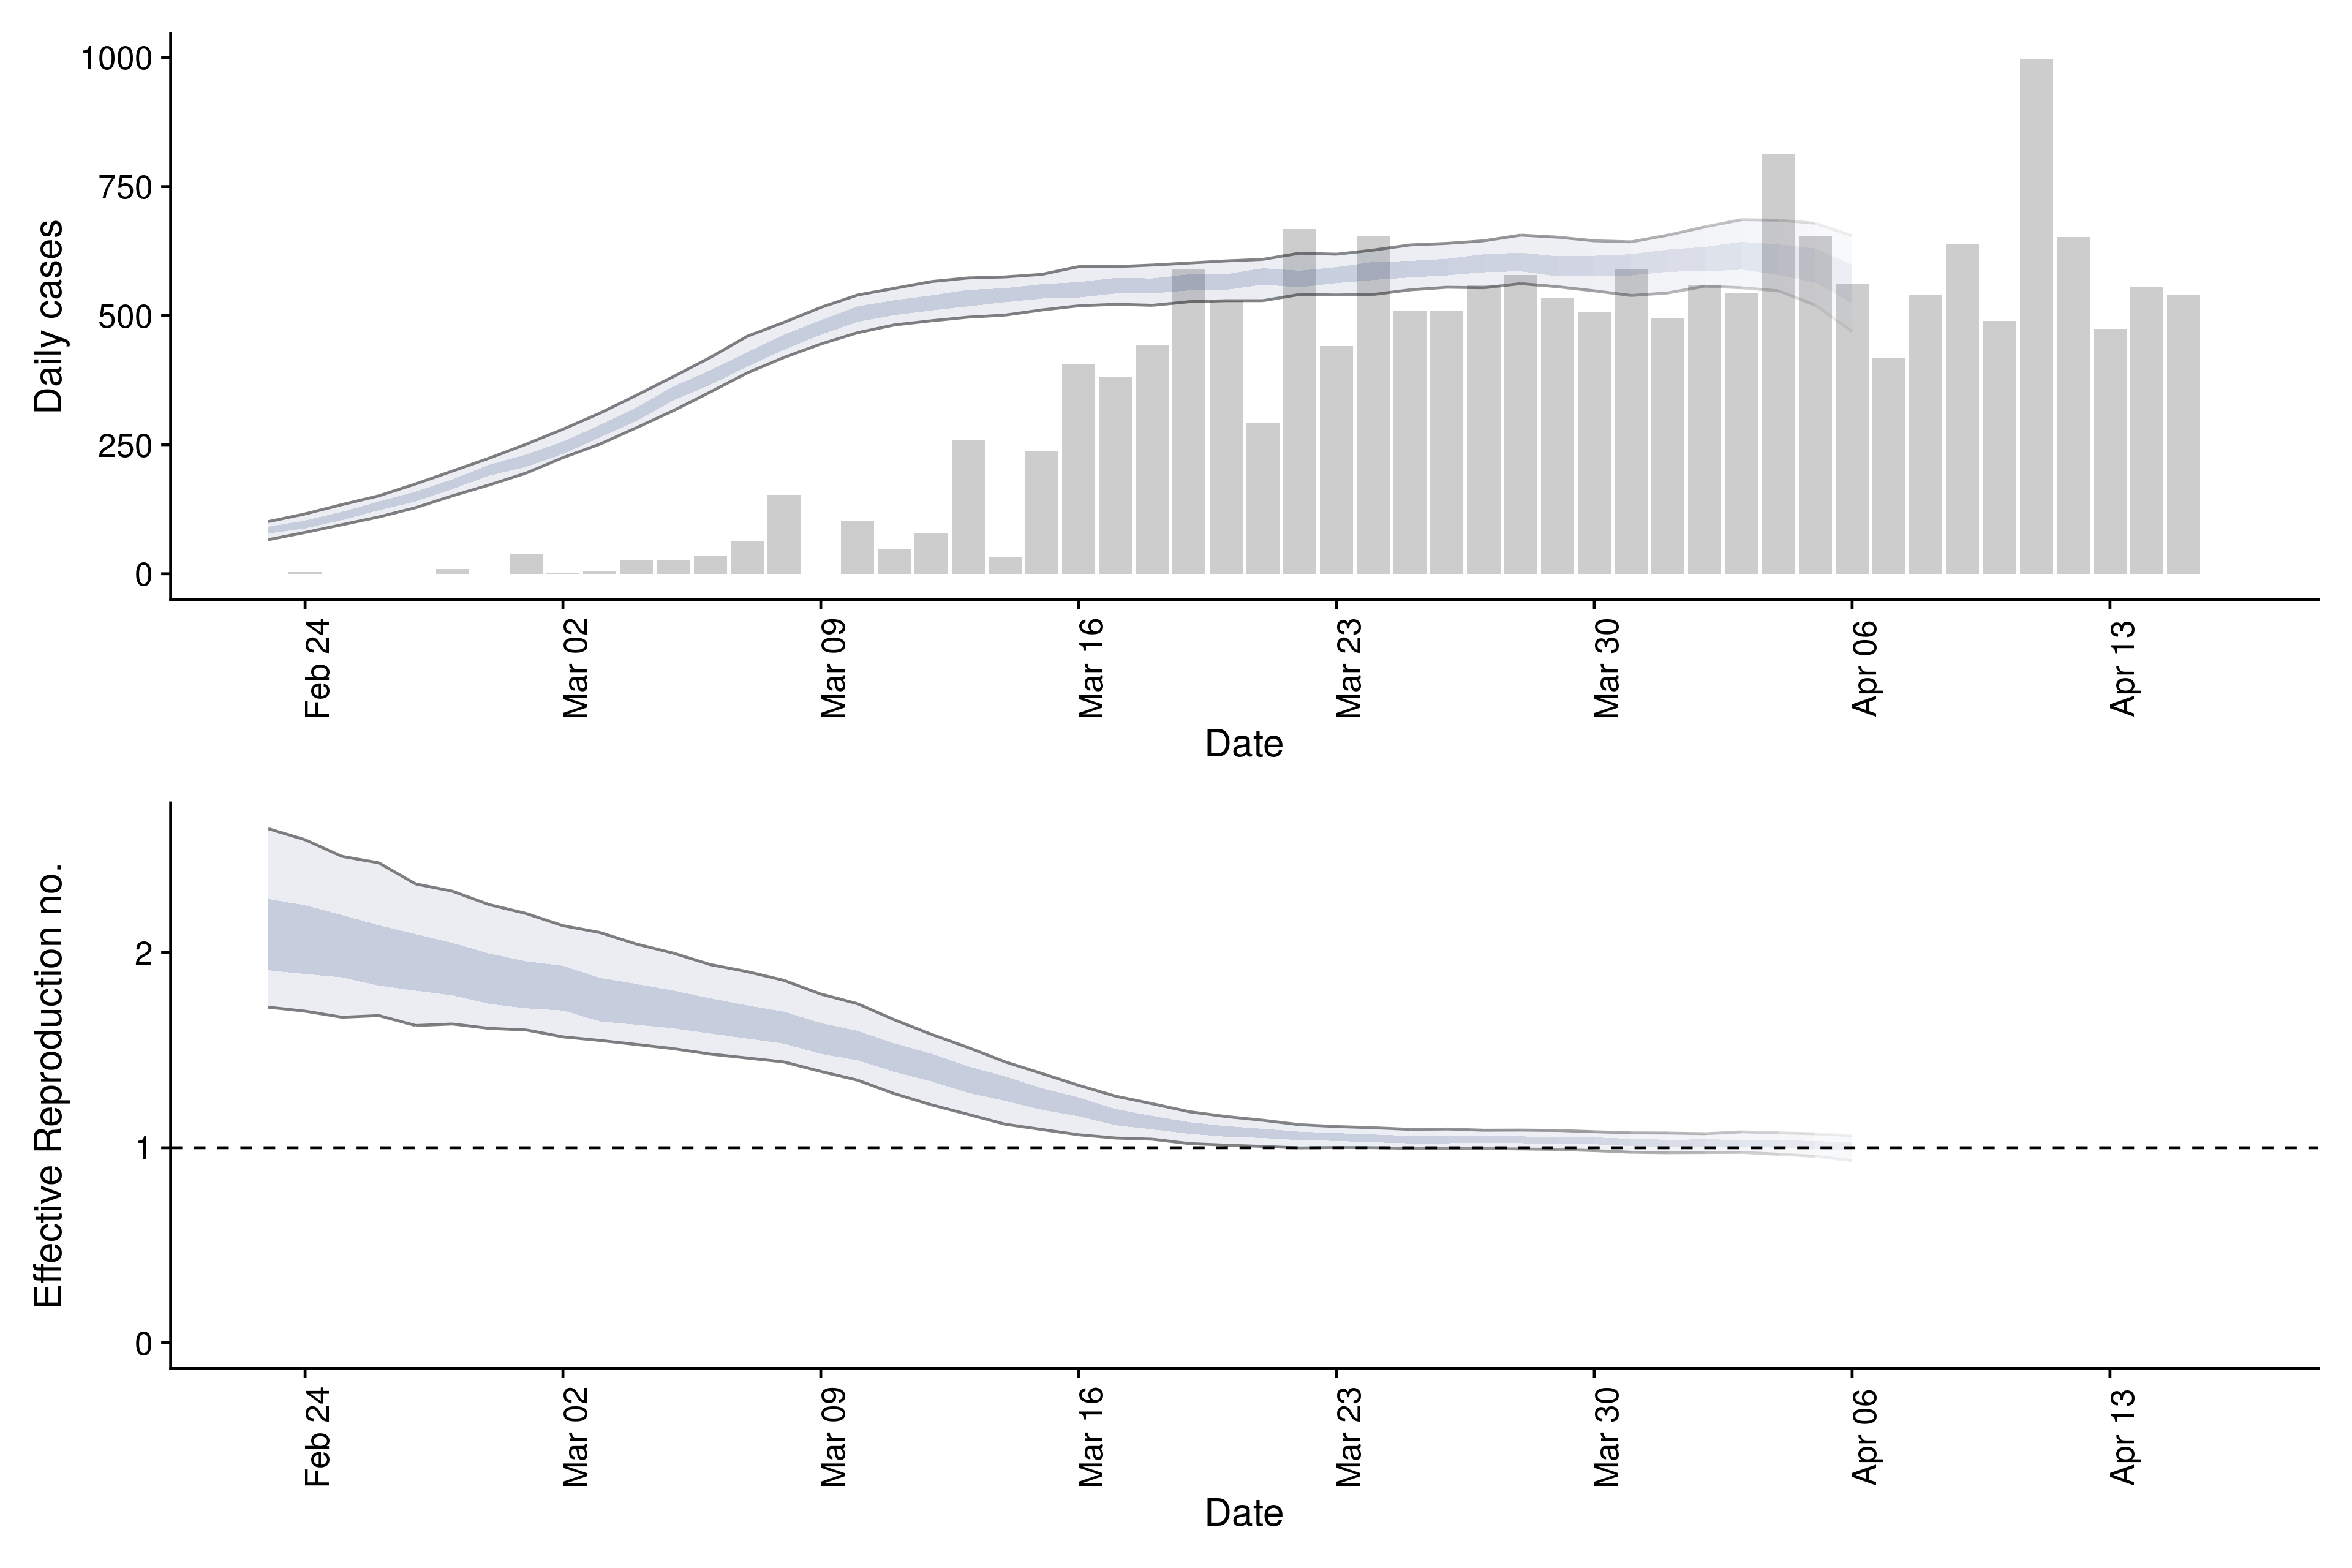 Daily cases
1000
750
500
250
0
Feb 24
Mar 02
Mar 09
Mar 16
Mar 23
Mar 30
Apr 06
Apr 13
Date
Effective Reproduction no.
2
1
0
Feb 24
Mar 02
Mar 09
Mar 16
Mar 23
Mar 30
Apr 06
Apr 13
Date